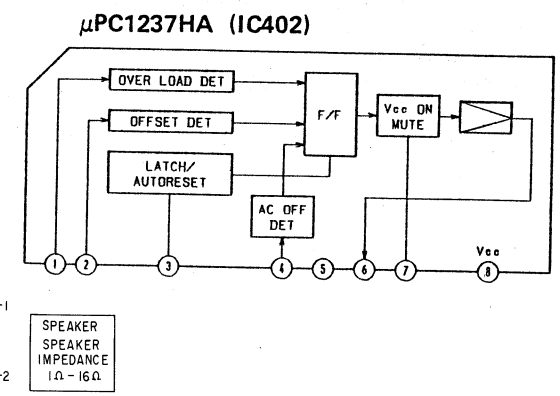 μPC1237HA (IC402)
OVER LOAD DET
OFFSET DET
LATCH/
AUTORESET
F/F
Vcc ON
MUTE
AC OFF
DET
1 2 3 4 5 6 7 8
Vcc
-1
SPEAKER
SPEAKER
IMPEDANCE
1Ω-16Ω
-2